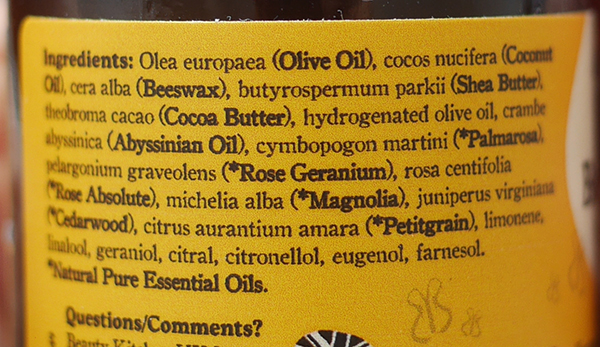 Ingredients: Olea europaea (Olive Oil), cocos nucifera (Coconut
Oil), cera alba (Beeswax), butyrospermum parkii (Shea Butter),
theobroma cacao (Cocoa Butter), hydrogenated olive oil, crambe
abyssinica (Abyssinian Oil), cymbopogon martini (*Palmarosa),
pelargonium graveolens (*Rose Geranium), rosa centifolia
(*Rose Absolute), michelia alba (*Magnolia), juniperus virginiana
(*Cedarwood), citrus aurantium amara (*Petitgrain), limonene,
linalool, geraniol, citral, citronellol, eugenol, farnesol.
*Natural Pure Essential Oils.
Questions/Comments?
Beauty Kitchen